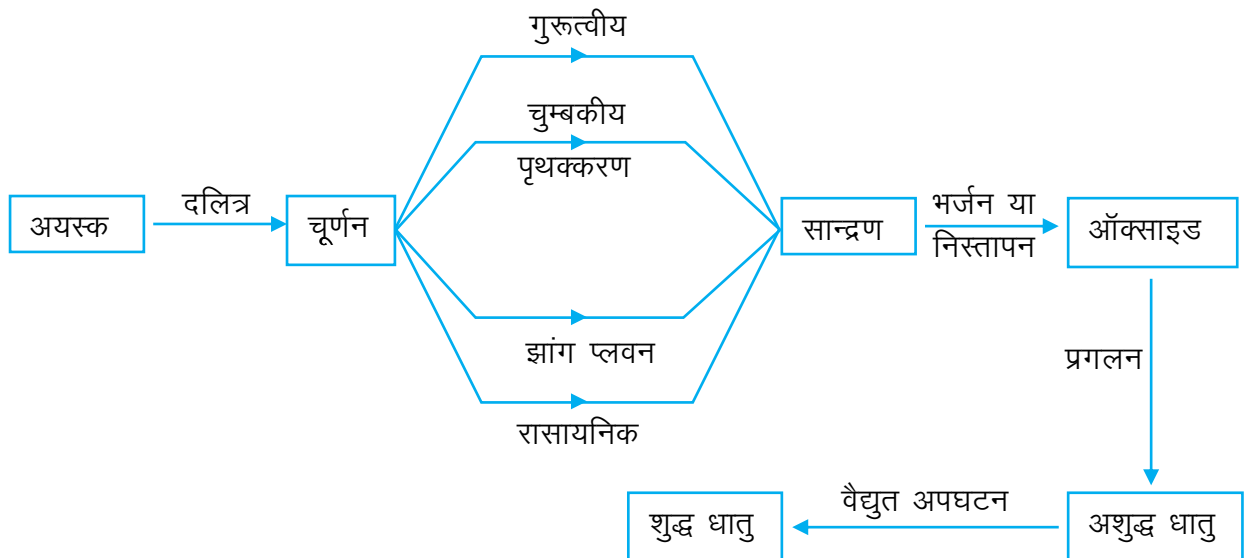 गुरूत्वीय
चुम्बकीय
पृथक्करण
अयस्क
दलित्र
चूर्णन
सान्द्रण
भर्जन या
निस्तापन
ऑक्साइड
झांग प्लवन
रासायनिक
प्रगलन
शुद्ध धातु
वैद्युत अपघटन
अशुद्ध धातु